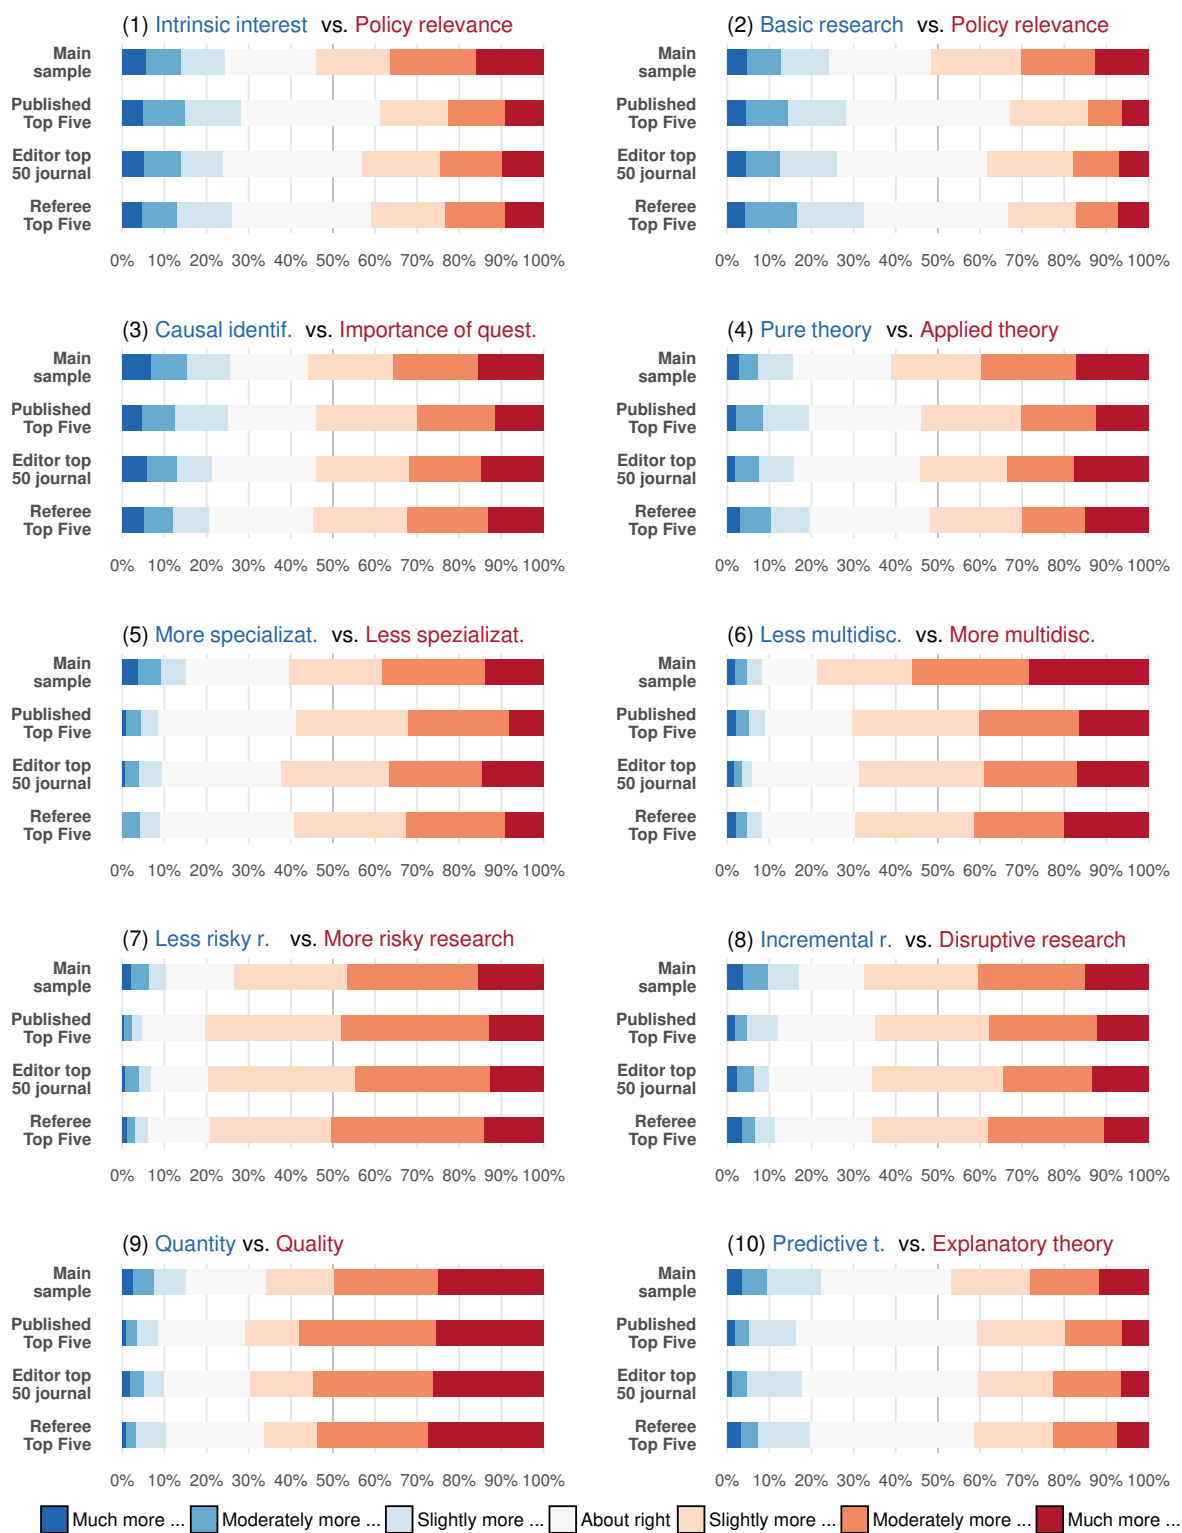 (1) Intrinsic interest vs. Policy relevance
Main
sample
Published
Top Five
Editor top
50 journal
Referee
Top Five
0% 10% 20% 30% 40% 50% 60% 70% 80% 90% 100%
(2) Basic research vs. Policy relevance
Main
sample
Published
Top Five
Editor top
50 journal
Referee
Top Five
0% 10% 20% 30% 40% 50% 60% 70% 80% 90% 100%
(3) Causal identif. vs. Importance of quest.
Main
sample
Published
Top Five
Editor top
50 journal
Referee
Top Five
0% 10% 20% 30% 40% 50% 60% 70% 80% 90% 100%
(4) Pure theory vs. Applied theory
Main
sample
Published
Top Five
Editor top
50 journal
Referee
Top Five
0% 10% 20% 30% 40% 50% 60% 70% 80% 90% 100%
(5) More specializat. vs. Less spezializat.
Main
sample
Published
Top Five
Editor top
50 journal
Referee
Top Five
0% 10% 20% 30% 40% 50% 60% 70% 80% 90% 100%
(6) Less multidisc. vs. More multidisc.
Main
sample
Published
Top Five
Editor top
50 journal
Referee
Top Five
0% 10% 20% 30% 40% 50% 60% 70% 80% 90% 100%
(7) Less risky r. vs. More risky research
Main
sample
Published
Top Five
Editor top
50 journal
Referee
Top Five
0% 10% 20% 30% 40% 50% 60% 70% 80% 90% 100%
(8) Incremental r. vs. Disruptive research
Main
sample
Published
Top Five
Editor top
50 journal
Referee
Top Five
0% 10% 20% 30% 40% 50% 60% 70% 80% 90% 100%
(9) Quantity vs. Quality
Main
sample
Published
Top Five
Editor top
50 journal
Referee
Top Five
0% 10% 20% 30% 40% 50% 60% 70% 80% 90% 100%
(10) Predictive t. vs. Explanatory theory
Main
sample
Published
Top Five
Editor top
50 journal
Referee
Top Five
0% 10% 20% 30% 40% 50% 60% 70% 80% 90% 100%
Much more ... Moderately more ... Slightly more ... About right Slightly more ... Moderately more ... Much more ...